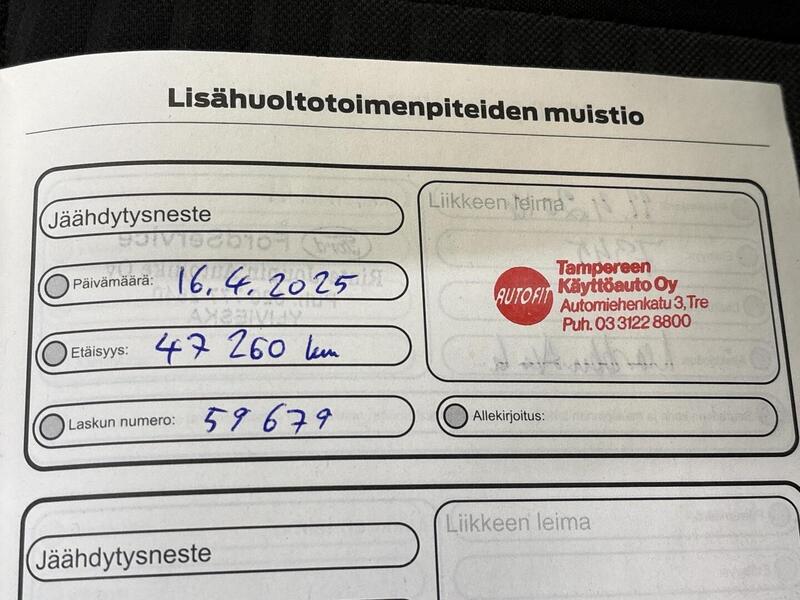 Lisähuoltotoimenpiteiden muistio
Jäähdytysneste
Päivämäärä: 16.4.2025
Etäisyys: 47 260 km
Laskun numero: 59679
Liikkeen leima
AUTOFIT
Tampereen
Käyttöauto Oy
Automiehenkatu 3,Tre
Puh. 03 3122 8800
Allekirjoitus:
Jäähdytysneste
Liikkeen leima